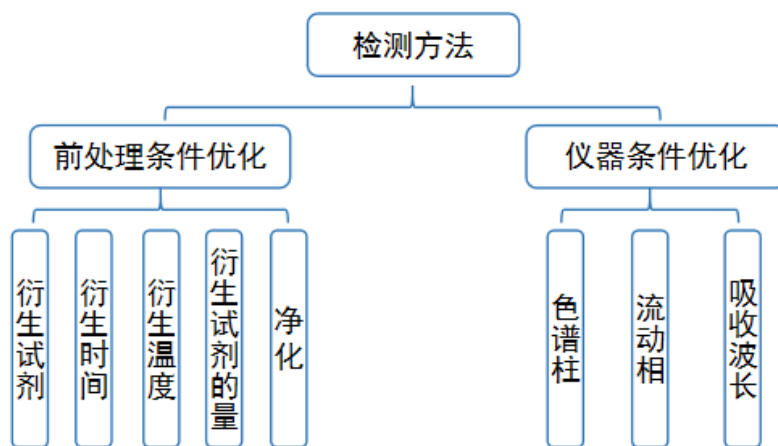 检测方法
前处理条件优化
仪器条件优化
衍生试剂
衍生时间
衍生温度
衍生试剂的量
净化
色谱柱
流动相
吸收波长